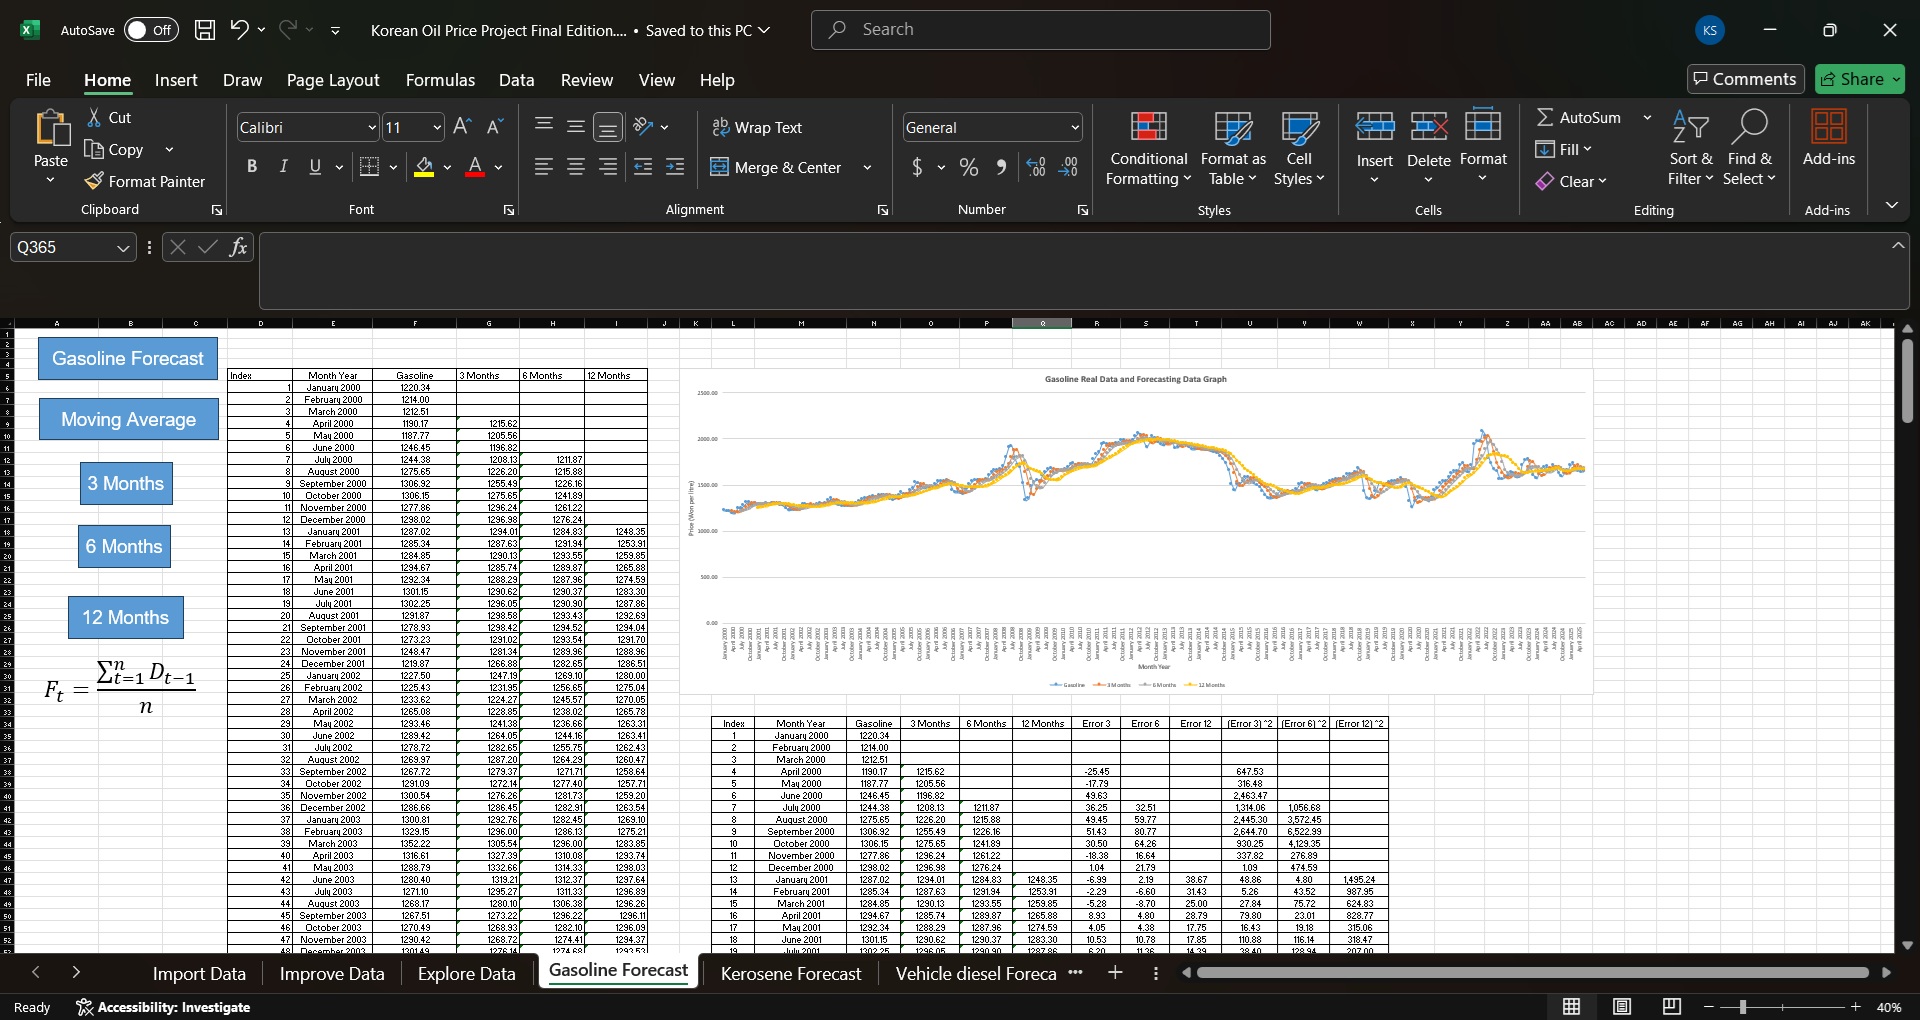 AutoSave Off Korean Oil Price Project Final Edition.... • Saved to this PC Search KS
File Home Insert Draw Page Layout Formulas Data Review View Help Comments Share
Paste Cut Copy Format Painter Clipboard
Calibri 11 B I U A Font
Wrap Text Merge & Center Alignment
General $ % Number
Conditional Formatting Format as Table Cell Styles Styles
Insert Delete Format Cells
AutoSum Fill Clear Sort & Filter Find & Select Editing
Add-ins Add-ins
Q365 fx
Gasoline Forecast
Moving Average
3 Months
6 Months
12 Months
F_t = \frac{\sum_{t=1}^{n} D_{t-1}}{n}
Index Month Year Gasoline 3 Months 6 Months 12 Months
1 January 2000 1220.34
2 February 2000 1214.00
3 March 2000 1212.51
4 April 2000 1190.17 1215.62
5 May 2000 1187.77 1205.56
6 June 2000 1246.45 1196.82
7 July 2000 1244.38 1208.13 1211.87
8 August 2000 1275.65 1226.20 1215.88
9 September 2000 1306.92 1255.49 1226.16
10 October 2000 1306.15 1275.65 1241.89
11 November 2000 1277.86 1296.24 1261.22
12 December 2000 1298.02 1296.98 1276.24
13 January 2001 1287.02 1294.01 1284.83 1248.35
14 February 2001 1285.34 1287.63 1291.94 1253.91
15 March 2001 1284.85 1290.13 1293.55 1259.85
16 April 2001 1294.67 1285.74 1289.87 1265.88
17 May 2001 1292.34 1288.29 1287.96 1274.59
18 June 2001 1301.15 1290.62 1290.37 1283.30
19 July 2001 1302.25 1296.05 1290.90 1287.86
20 August 2001 1291.87 1298.58 1293.43 1292.69
21 September 2001 1278.93 1298.42 1294.52 1294.04
22 October 2001 1273.23 1291.02 1293.54 1291.70
23 November 2001 1248.47 1281.34 1289.96 1288.96
24 December 2001 1219.87 1266.88 1282.65 1286.51
25 January 2002 1227.50 1247.19 1269.10 1280.00
26 February 2002 1225.43 1231.95 1256.65 1275.04
27 March 2002 1233.62 1224.27 1245.57 1270.05
28 April 2002 1265.08 1228.85 1238.02 1265.78
29 May 2002 1293.46 1241.38 1236.66 1263.31
30 June 2002 1289.42 1264.05 1244.16 1263.41
31 July 2002 1278.72 1282.65 1255.75 1262.43
32 August 2002 1269.97 1287.20 1264.29 1260.47
33 September 2002 1267.72 1279.37 1271.71 1258.64
34 October 2002 1291.09 1272.14 1277.40 1257.71
35 November 2002 1300.54 1276.26 1281.73 1259.20
36 December 2002 1286.66 1286.45 1282.91 1263.54
37 January 2003 1300.81 1292.76 1282.45 1269.10
38 February 2003 1329.15 1296.00 1286.13 1275.21
39 March 2003 1352.22 1305.54 1296.00 1283.85
40 April 2003 1316.61 1327.39 1310.08 1293.74
41 May 2003 1288.79 1332.66 1314.33 1298.03
42 June 2003 1280.40 1319.21 1312.37 1297.64
43 July 2003 1271.10 1295.27 1311.33 1296.89
44 August 2003 1268.17 1280.10 1306.38 1296.26
45 September 2003 1267.51 1273.22 1296.22 1296.11
46 October 2003 1270.49 1268.93 1282.10 1296.09
47 November 2003 1290.42 1268.72 1274.41 1294.37
48 December 2003 1301.49 1276.14 1274.68 1293.53
Gasoline Real Data and Forecasting Data Graph
Price (Won per litre)
2500.00
2000.00
1500.00
1000.00
500.00
0.00
Month Year
Gasoline 3 Months 6 Months 12 Months
Index Month Year Gasoline 3 Months 6 Months 12 Months Error 3 Error 6 Error 12 (Error 3)^2 (Error 6)^2 (Error 12)^2
1 January 2000 1220.34
2 February 2000 1214.00
3 March 2000 1212.51
4 April 2000 1190.17 1215.62 -25.45 647.53
5 May 2000 1187.77 1205.56 -17.79 316.48
6 June 2000 1246.45 1196.82 49.63 2,463.47
7 July 2000 1244.38 1208.13 1211.87 36.25 32.51 1,314.06 1,056.68
8 August 2000 1275.65 1226.20 1215.88 49.45 59.77 2,445.30 3,572.45
9 September 2000 1306.92 1255.49 1226.16 51.43 80.77 2,644.70 6,522.99
10 October 2000 1306.15 1275.65 1241.89 30.50 64.26 930.25 4,129.35
11 November 2000 1277.86 1296.24 1261.22 -18.38 16.64 337.82 276.89
12 December 2000 1298.02 1296.98 1276.24 1.04 21.79 1.09 474.59
13 January 2001 1287.02 1294.01 1284.83 1248.35 -6.99 2.19 38.67 48.86 4.80 1,495.24
14 February 2001 1285.34 1287.63 1291.94 1253.91 -2.29 -6.60 31.43 5.26 43.52 987.95
15 March 2001 1284.85 1290.13 1293.55 1259.85 -5.28 -8.70 25.00 27.84 75.72 624.83
16 April 2001 1294.67 1285.74 1289.87 1265.88 8.93 4.80 28.79 79.80 23.01 828.77
17 May 2001 1292.34 1288.29 1287.96 1274.59 4.05 4.38 17.75 16.43 19.18 315.06
18 June 2001 1301.15 1290.62 1290.37 1283.30 10.53 10.78 17.85 110.88 116.14 318.47
19 July 2001 1302.25 1296.05 1290.90 1287.86 6.20 11.36 14.39 38.40 128.94 207.00
Import Data Improve Data Explore Data Gasoline Forecast Kerosene Forecast Vehicle diesel Foreca ···
Ready Accessibility: Investigate 40%